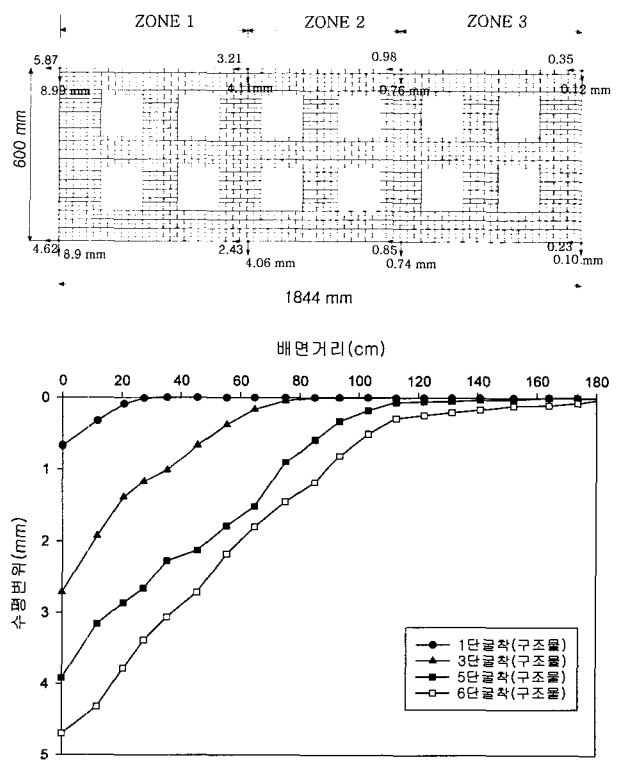 ZONE 1 ZONE 2 ZONE 3
5.87 3.21 0.98 0.35
8.99 mm 4.11 mm 0.76 mm 0.12 mm
600 mm
4.62 2.43 0.85 0.23
8.9 mm 4.06 mm 0.74 mm 0.10 mm
1844 mm
배면거리(cm)
0 20 40 60 80 100 120 140 160 180
0
1
2
3
4
5
수평변위(mm)
1단굴착(구조물)
3단굴착(구조물)
5단굴착(구조물)
6단굴착(구조물)